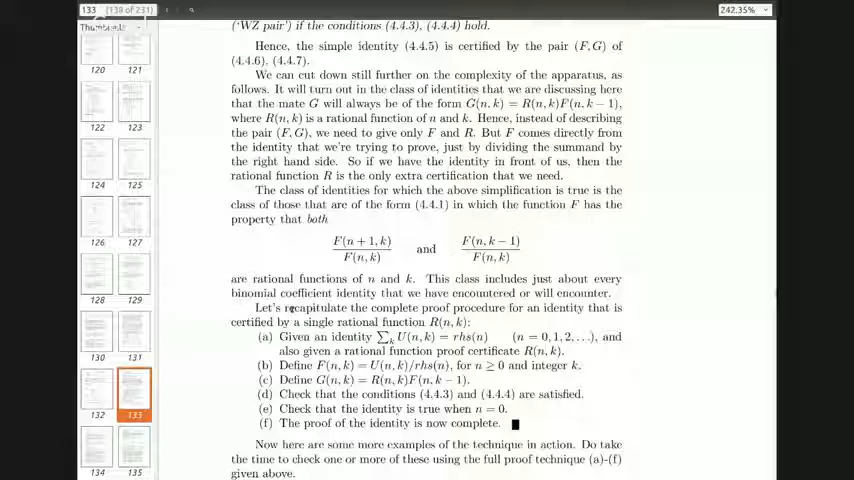 133 (138 of 231)
242.35%
Thumbnails
120 121
122 123
124 125
126 127
128 129
130 131
132 133
134 135
('WZ pair') if the conditions (4.4.3), (4.4.4) hold.
Hence, the simple identity (4.4.5) is certified by the pair (F, G) of
(4.4.6), (4.4.7).
We can cut down still further on the complexity of the apparatus, as
follows. It will turn out in the class of identities that we are discussing here
that the mate G will always be of the form G(n, k) = R(n, k)F(n, k − 1),
where R(n, k) is a rational function of n and k. Hence, instead of describing
the pair (F, G), we need to give only F and R. But F comes directly from
the identity that we're trying to prove, just by dividing the summand by
the right hand side. So if we have the identity in front of us, then the
rational function R is the only extra certification that we need.
The class of identities for which the above simplification is true is the
class of those that are of the form (4.4.1) in which the function F has the
property that both
F(n + 1, k) / F(n, k) and F(n, k − 1) / F(n, k)
are rational functions of n and k. This class includes just about every
binomial coefficient identity that we have encountered or will encounter.
Let's recapitulate the complete proof procedure for an identity that is
certified by a single rational function R(n, k):
(a) Given an identity ∑k U(n, k) = rhs(n) (n = 0, 1, 2, . . .), and
also given a rational function proof certificate R(n, k).
(b) Define F(n, k) = U(n, k)/rhs(n), for n ≥ 0 and integer k.
(c) Define G(n, k) = R(n, k)F(n, k − 1).
(d) Check that the conditions (4.4.3) and (4.4.4) are satisfied.
(e) Check that the identity is true when n = 0.
(f) The proof of the identity is now complete. ■
Now here are some more examples of the technique in action. Do take
the time to check one or more of these using the full proof technique (a)-(f)
given above.